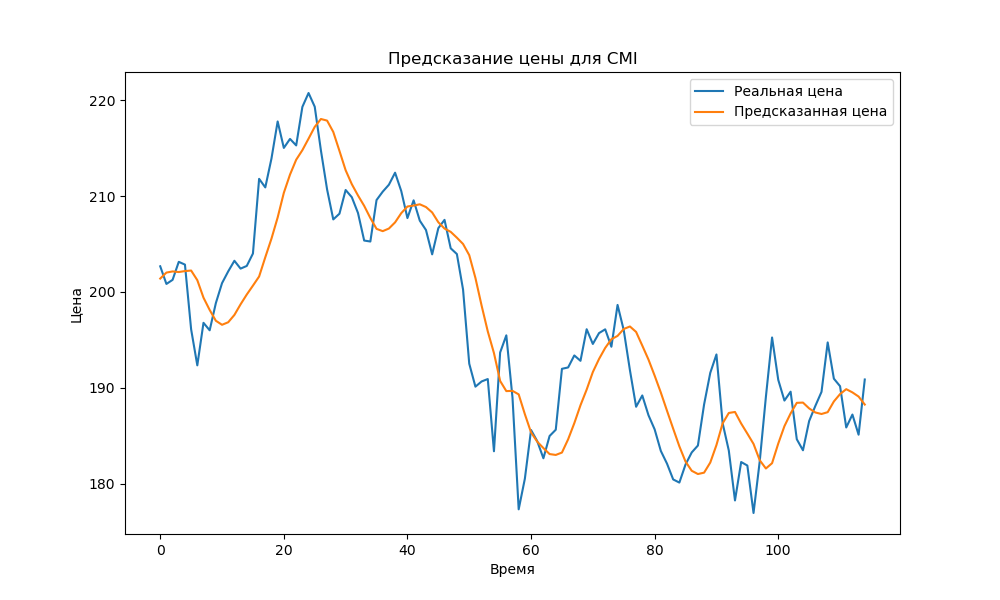 Предсказание цены для CMI
Реальная цена
Предсказанная цена
Цена
220
210
200
190
180
0 20 40 60 80 100
Время